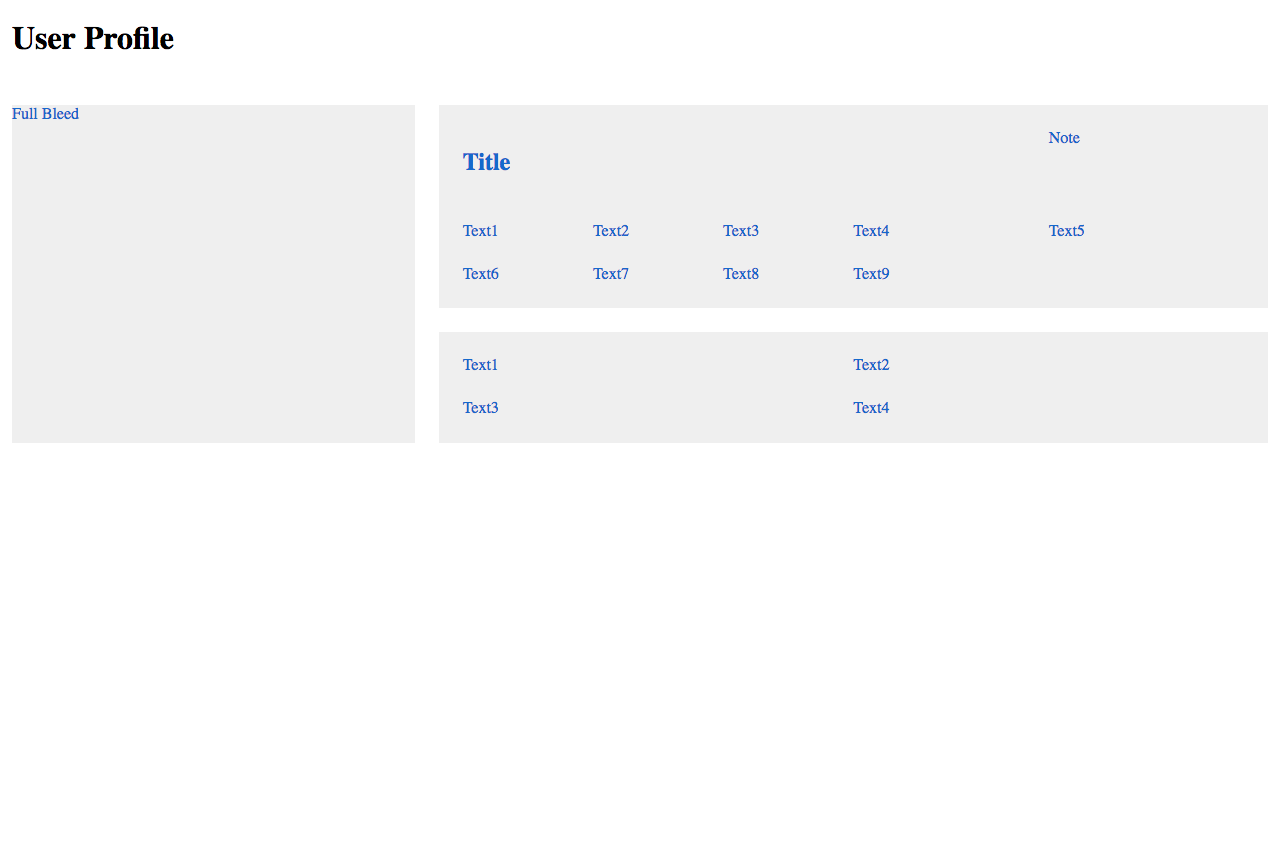 User Profile
Full Bleed
Title
Note
Text1 Text2 Text3 Text4 Text5
Text6 Text7 Text8 Text9
Text1 Text2
Text3 Text4